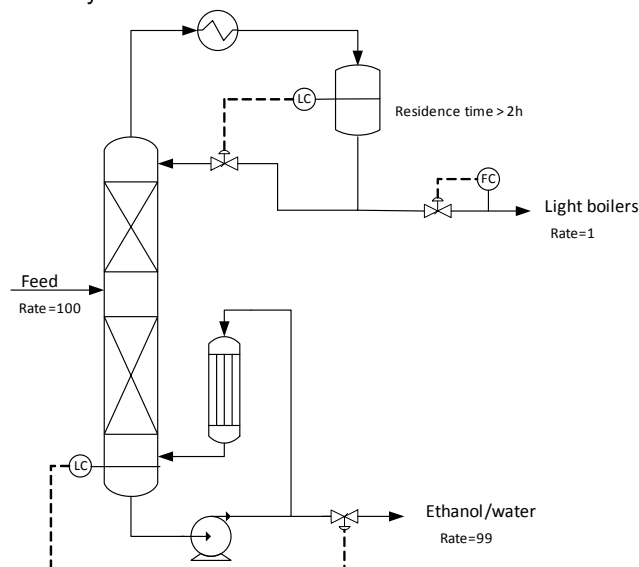 LC
Residence time > 2h
FC
Light boilers
Rate=1
Feed
Rate=100
LC
Ethanol/water
Rate=99